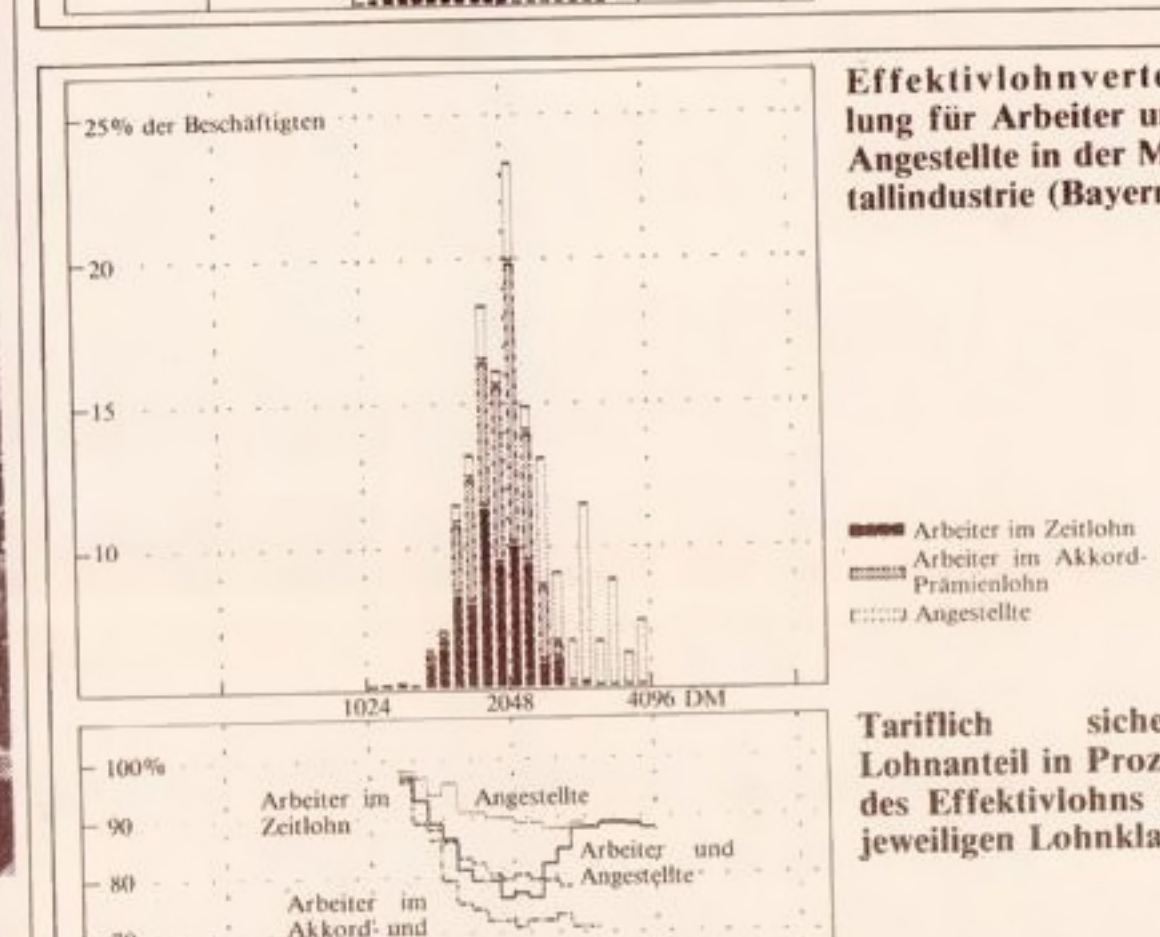 25% der Beschäftigten
20
15
10
1024 2048 4096 DM
Effektivlohnverte
lung für Arbeiter u
Angestellte in der M
tallindustrie (Bayern
Arbeiter im Zeitlohn
Arbeiter im Akkord-
Prämienlohn
Angestellte
100%
90
80
Arbeiter im
Zeitlohn
Angestellte
Arbeiter und
Angestellte
Arbeiter im
Akkord- und
Tariflich siche
Lohnanteil in Proz
des Effektivlohns
jeweiligen Lohnkla